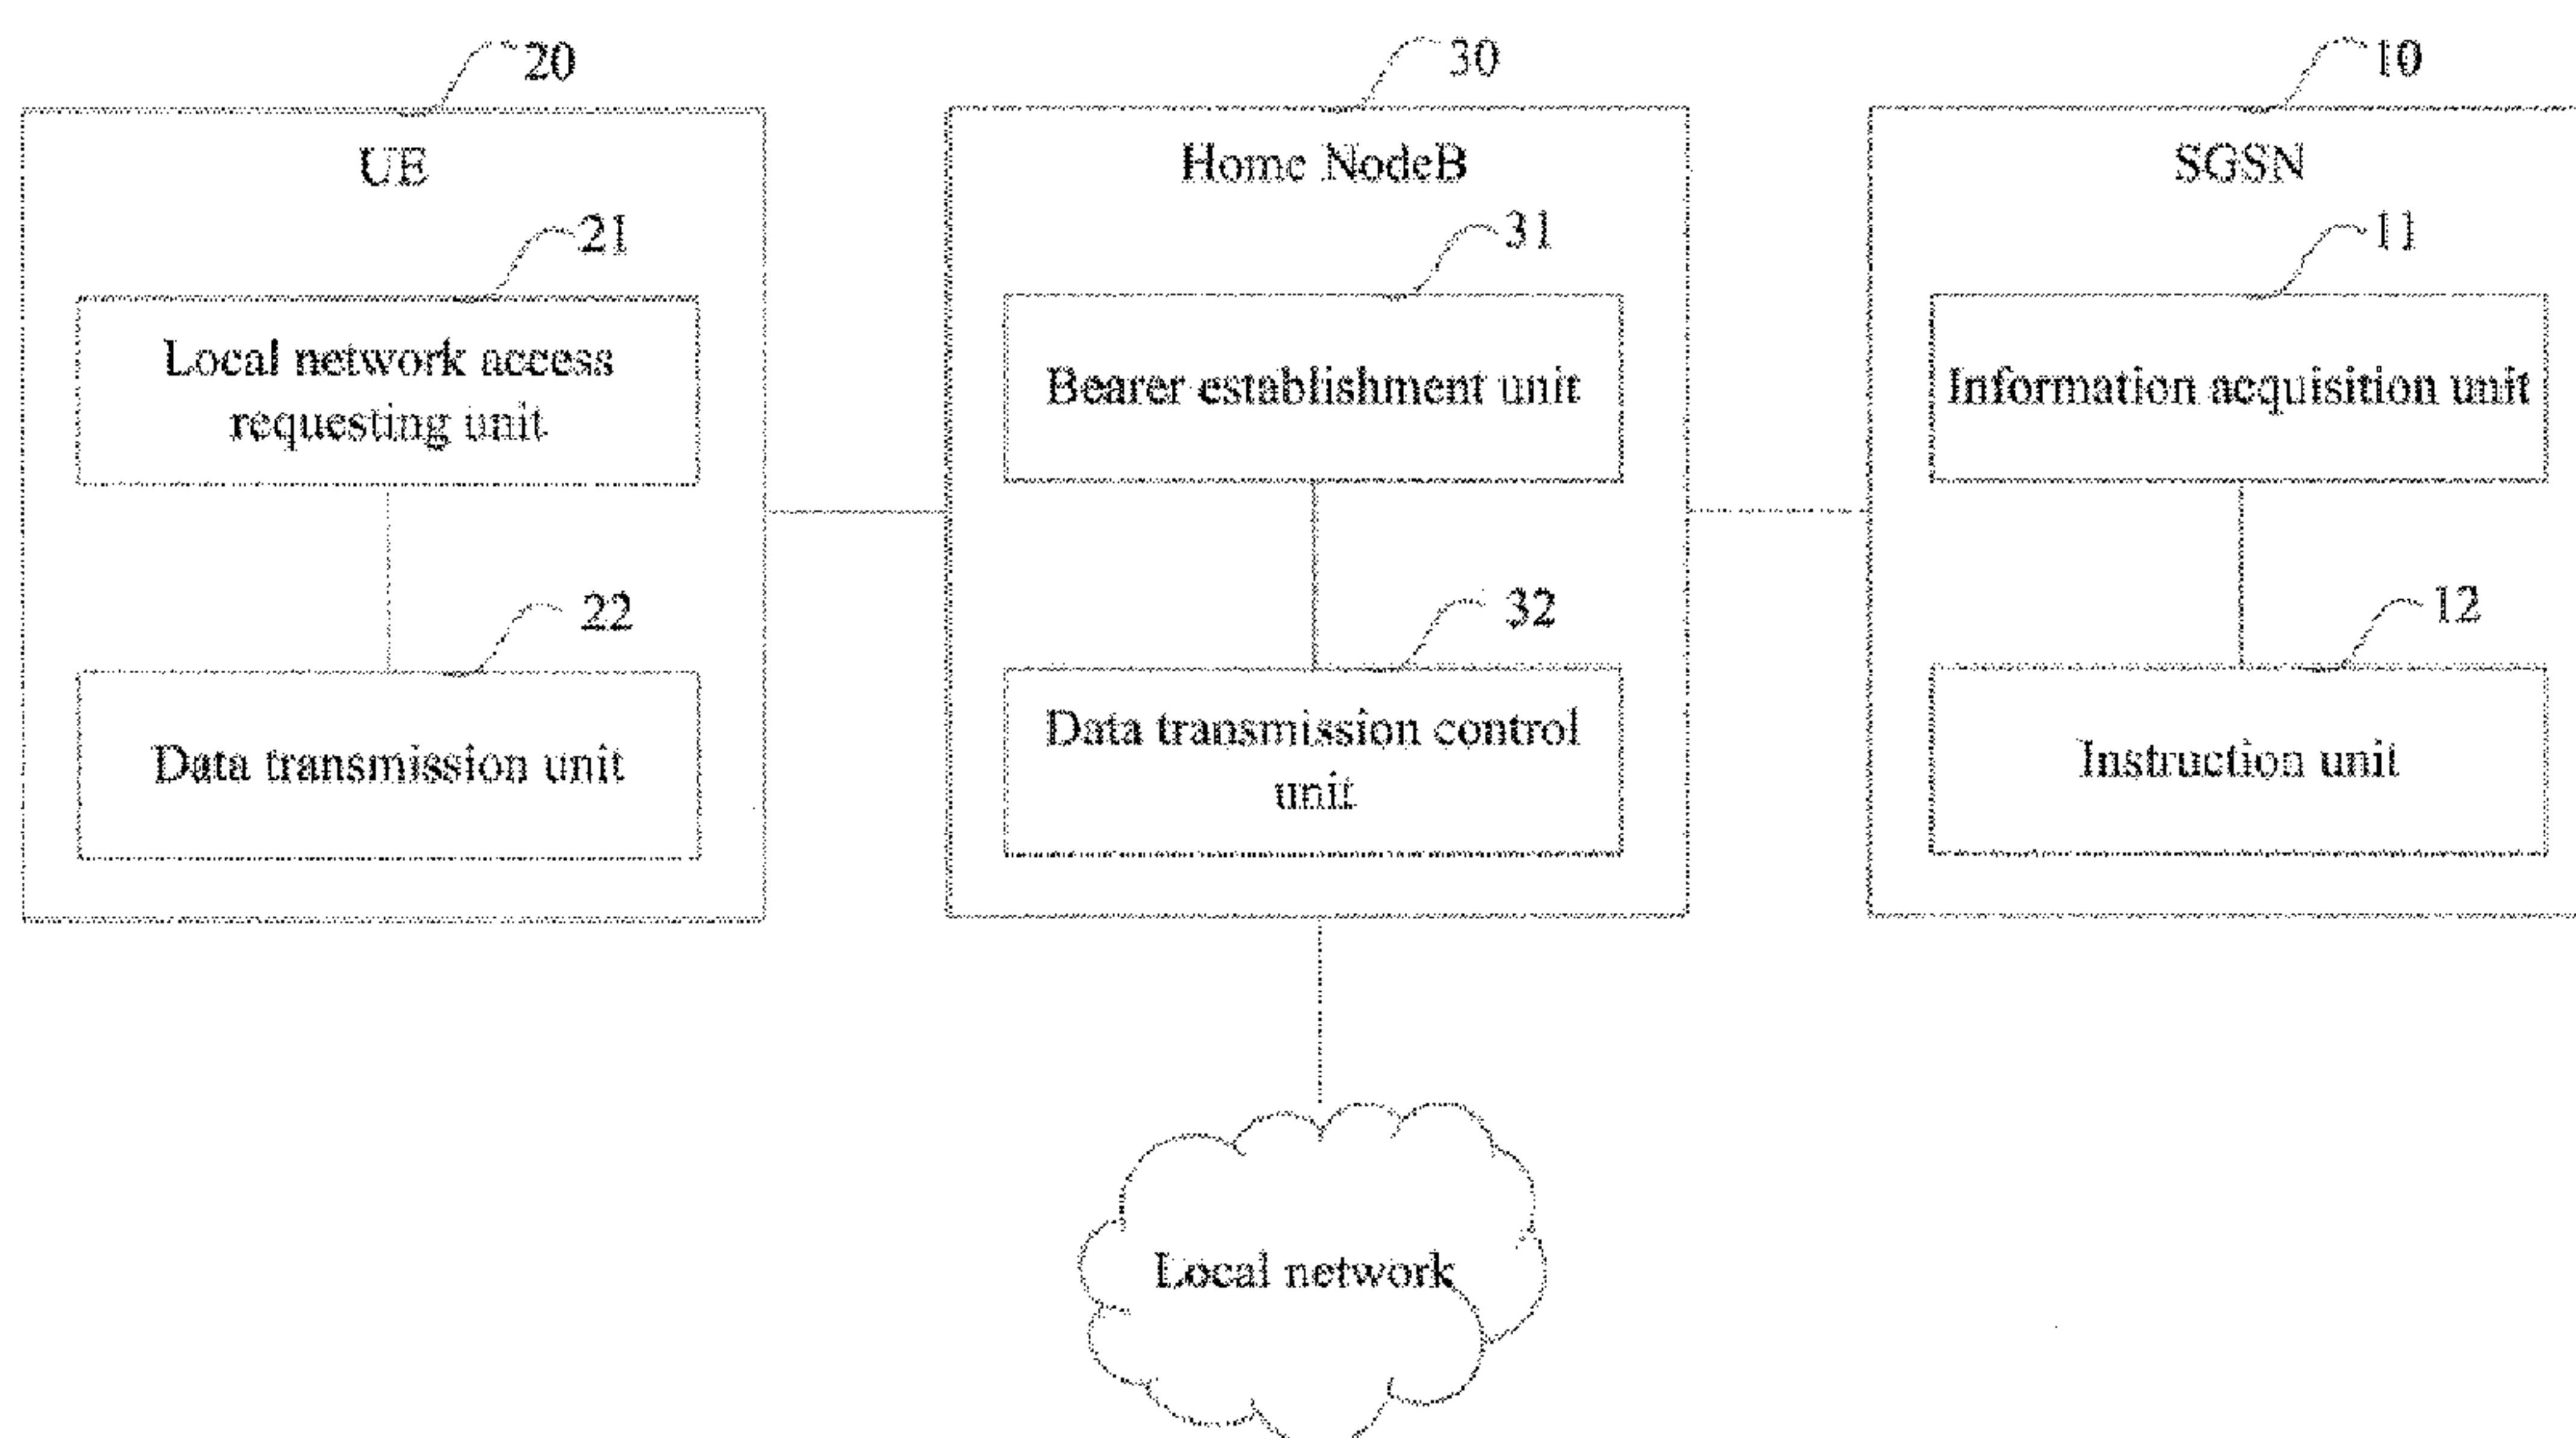 20
30
10
UE
Home NodeB
SGSN
21
31
11
Local network access
requesting unit
Bearer establishment unit
Information acquisition unit
22
32
12
Data transmission unit
Data transmission control
unit
Instruction unit
Local network